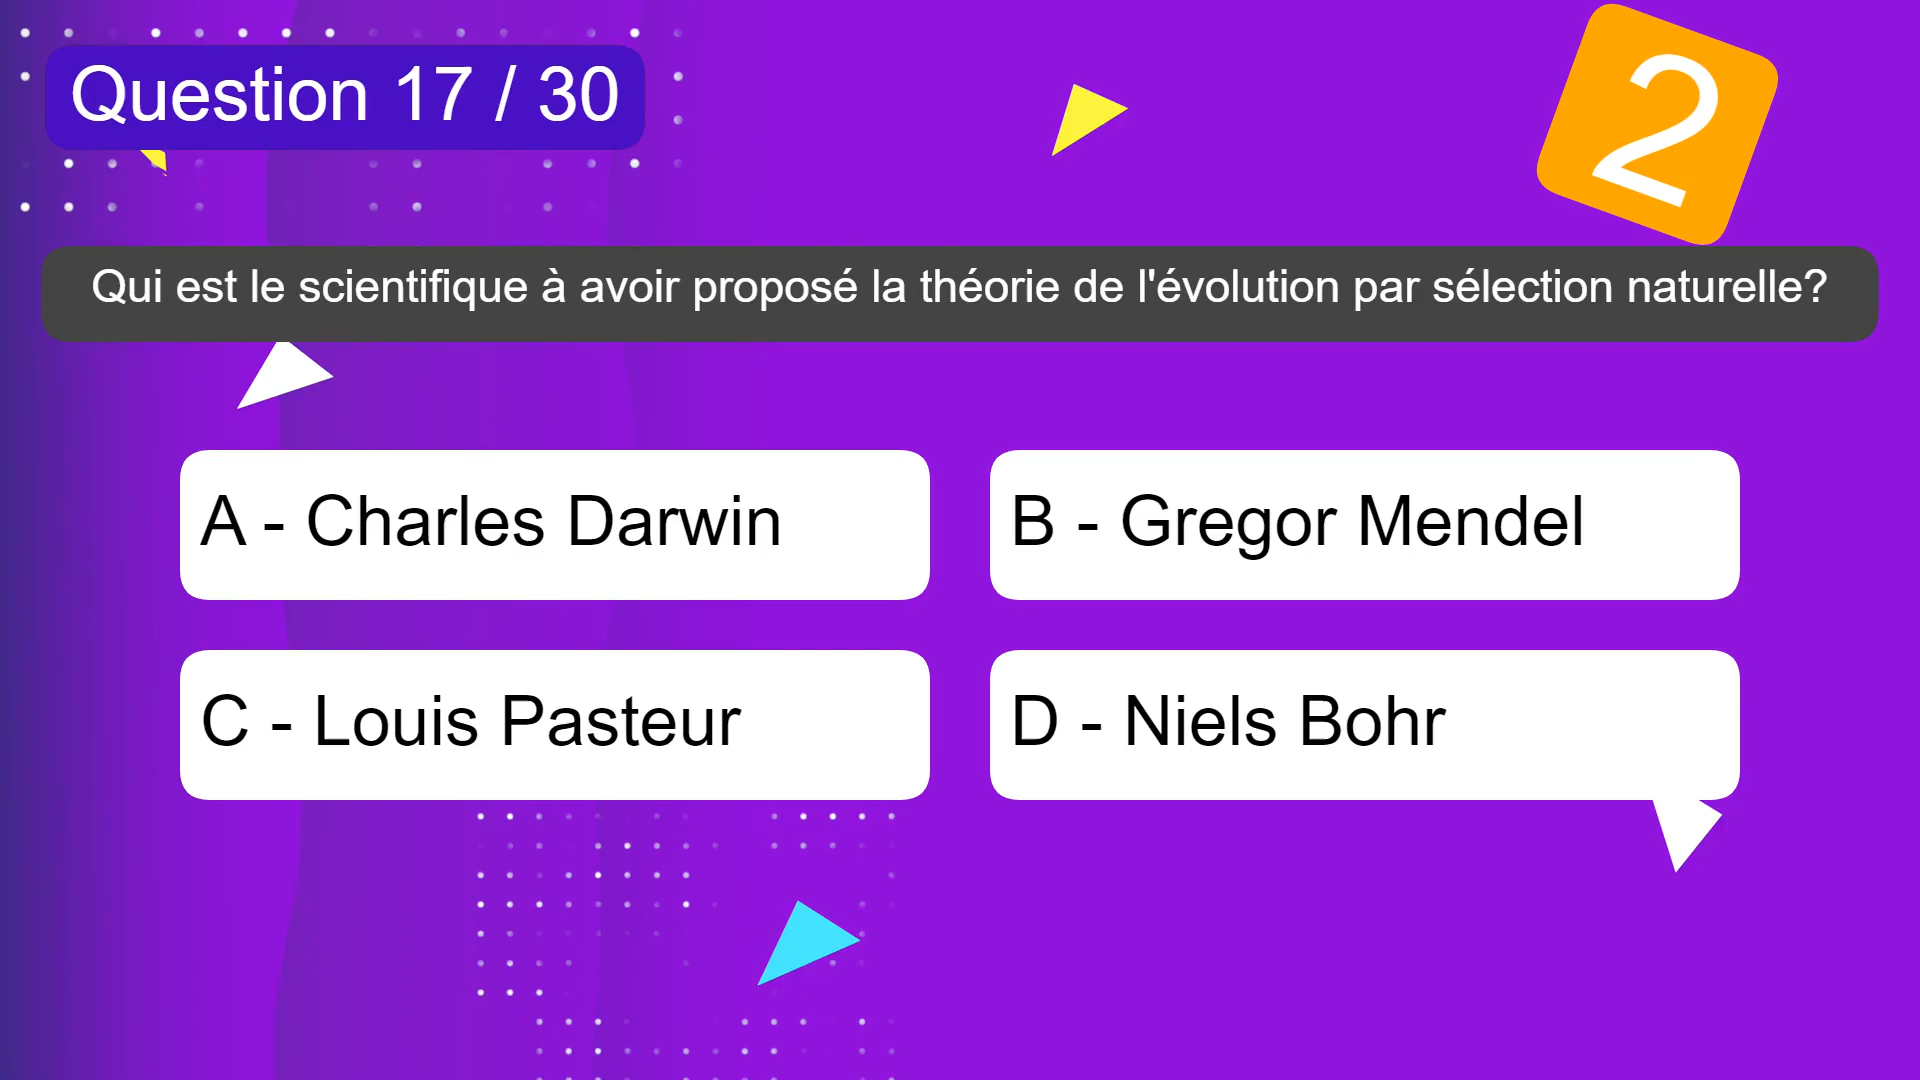 Question 17 / 30
2
Qui est le scientifique à avoir proposé la théorie de l'évolution par sélection naturelle?
A - Charles Darwin
B - Gregor Mendel
C - Louis Pasteur
D - Niels Bohr